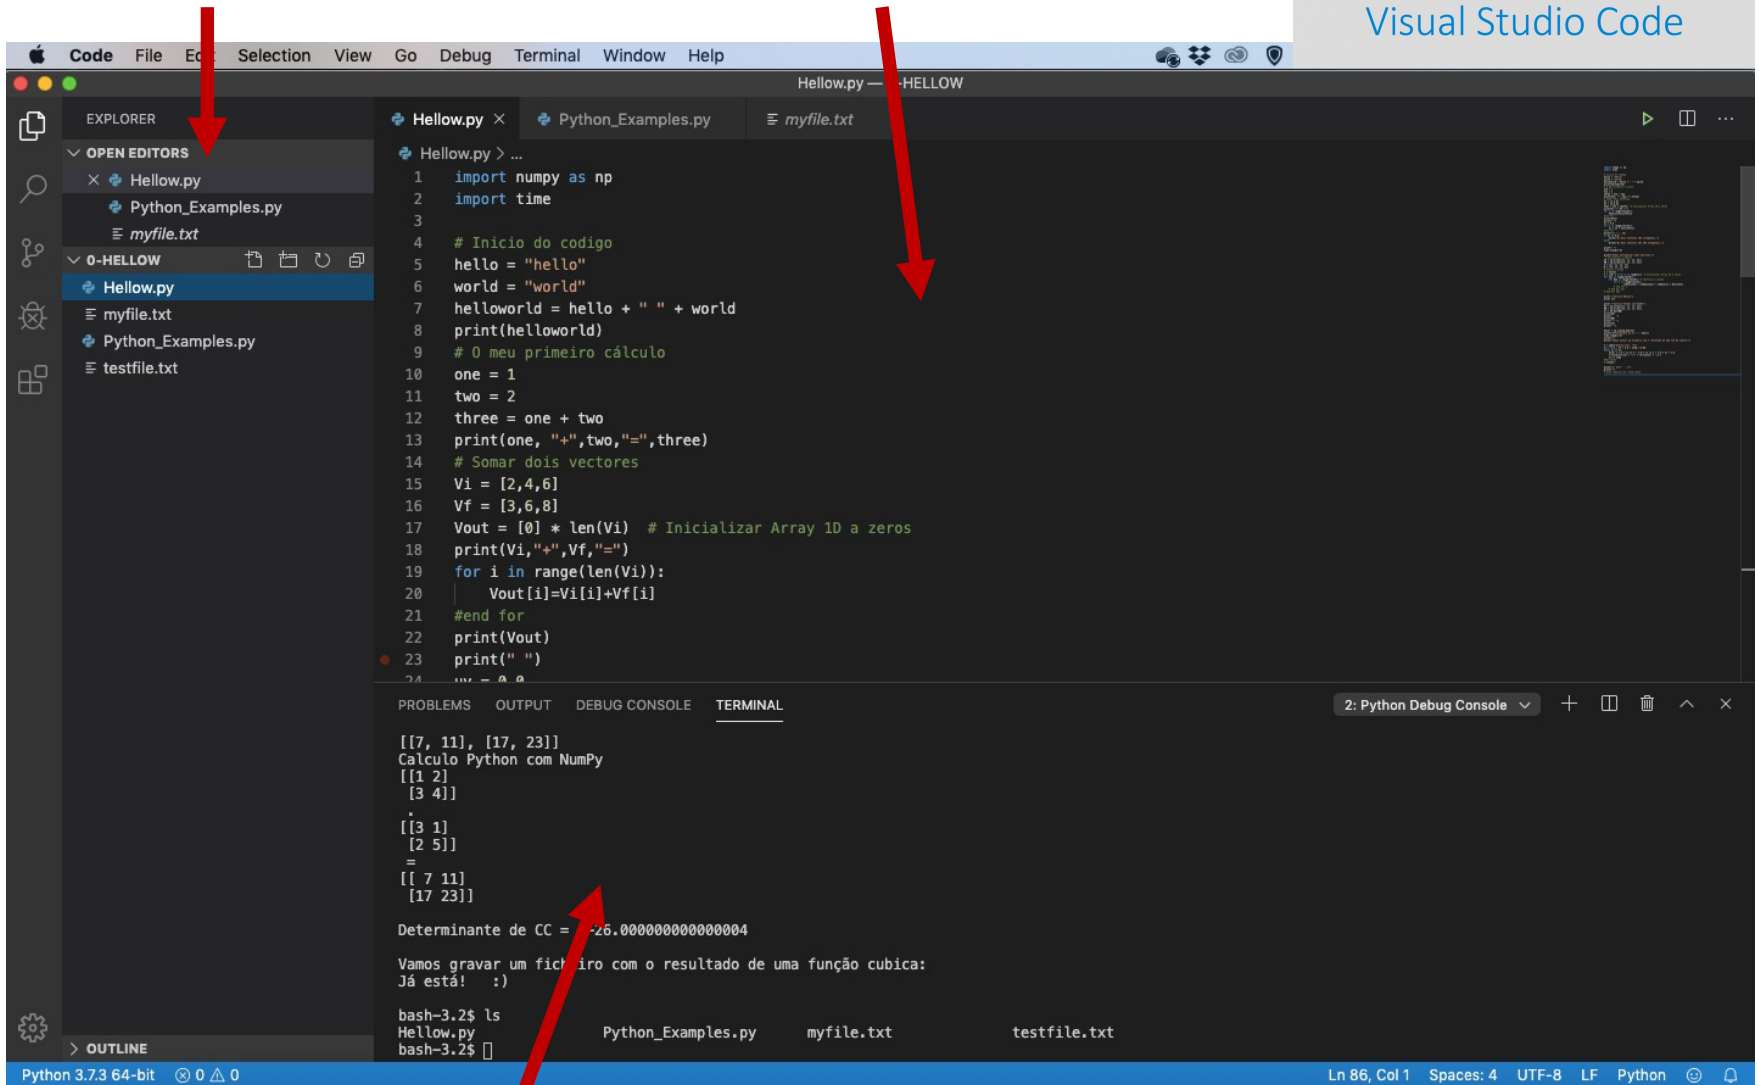 Visual Studio Code
Code File Edit Selection View Go Debug Terminal Window Help
Hellow.py — -HELLOW
EXPLORER
OPEN EDITORS
Hellow.py
Python_Examples.py
myfile.txt
0-HELLOW
Hellow.py
myfile.txt
Python_Examples.py
testfile.txt
OUTLINE
Hellow.py Python_Examples.py myfile.txt
Hellow.py > ...
1 import numpy as np
2 import time
3
4 # Inicio do codigo
5 hello = "hello"
6 world = "world"
7 helloworld = hello + " " + world
8 print(helloworld)
9 # O meu primeiro cálculo
10 one = 1
11 two = 2
12 three = one + two
13 print(one, "+",two,"=",three)
14 # Somar dois vectores
15 Vi = [2,4,6]
16 Vf = [3,6,8]
17 Vout = [0] * len(Vi)  # Inicializar Array 1D a zeros
18 print(Vi,"+",Vf,"=")
19 for i in range(len(Vi)):
20     Vout[i]=Vi[i]+Vf[i]
21 #end for
22 print(Vout)
23 print(" ")
24
PROBLEMS OUTPUT DEBUG CONSOLE TERMINAL 2: Python Debug Console
[[7, 11], [17, 23]]
Calculo Python com NumPy
[[1 2]
 [3 4]]
 .
[[3 1]
 [2 5]]
 =
[[ 7 11]
 [17 23]]
Determinante de CC = -26.000000000000004
Vamos gravar um ficheiro com o resultado de uma função cubica:
Já está!   :)
bash-3.2$ ls
Hellow.py Python_Examples.py myfile.txt testfile.txt
bash-3.2$
Python 3.7.3 64-bit 0 0 Ln 86, Col 1 Spaces: 4 UTF-8 LF Python